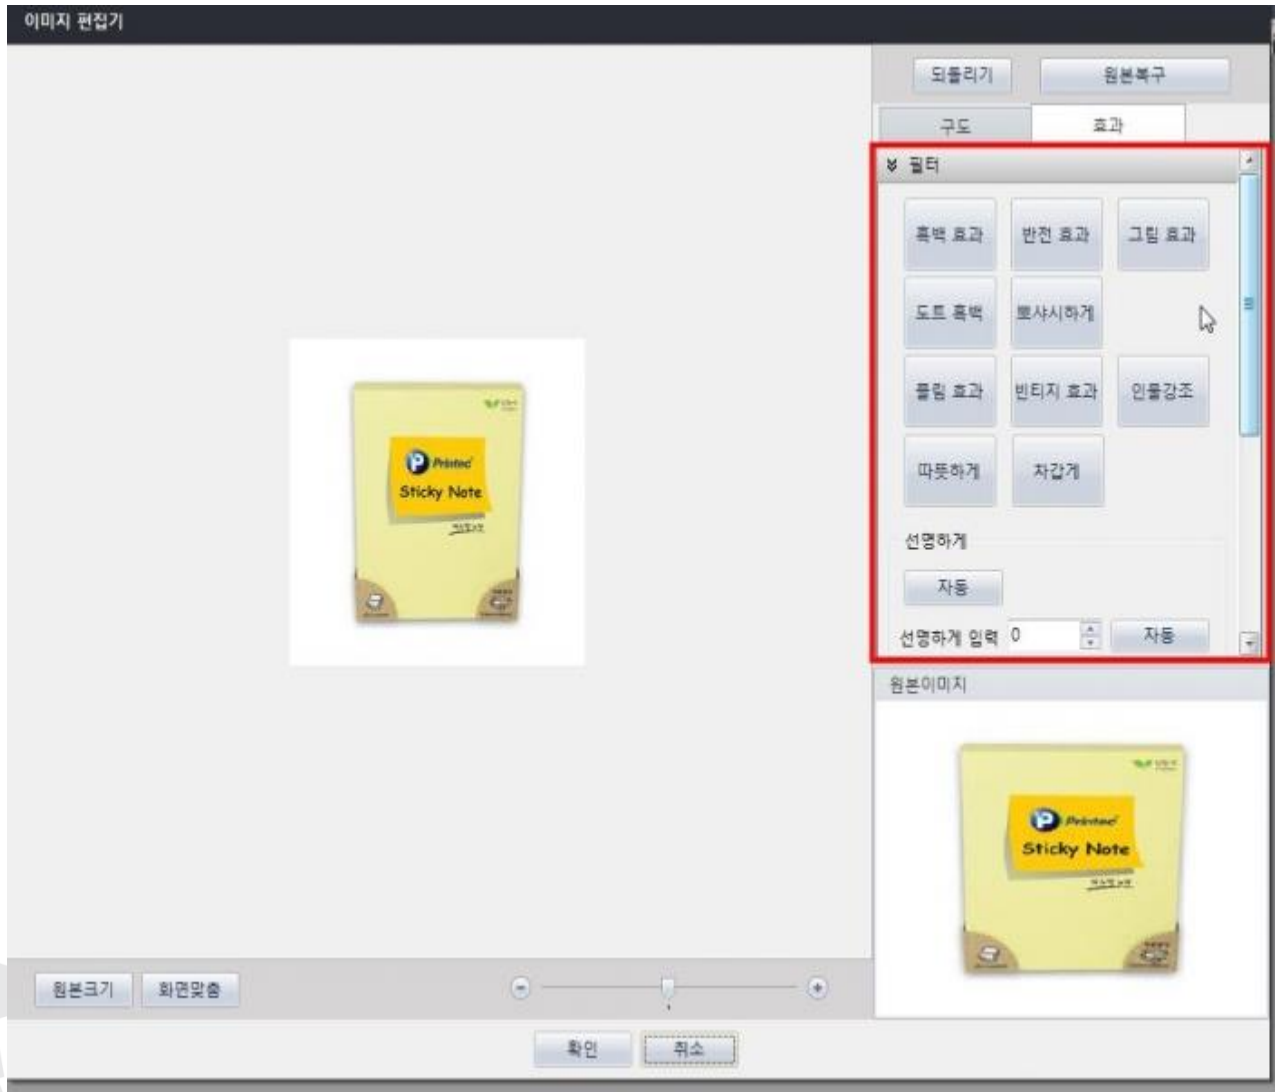 이미지 편집기
되돌리기 원본복구
구도 효과
필터
흑백 효과 반전 효과 그림 효과
도트 흑백 뽀샤시하게
물림 효과 빈티지 효과 인물강조
따뜻하게 차갑게
선명하게
자동
선명하게 입력 0 자동
원본이미지
Printec
Sticky Note
Printec
Sticky Note
원본크기 화면맞춤
확인 취소